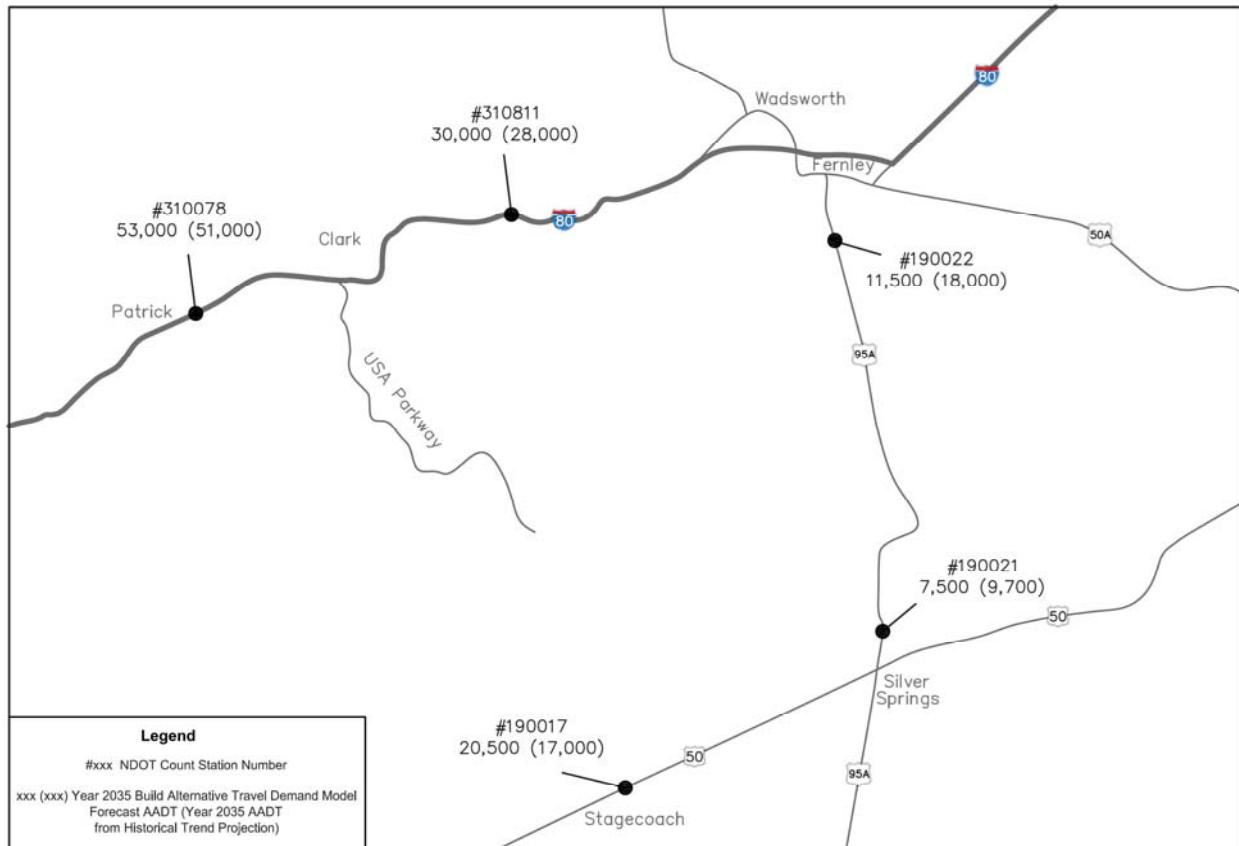 80
Wadsworth
#310811
30,000 (28,000)
Fernley
#310078
53,000 (51,000)
Clark
80
50A
#190022
11,500 (18,000)
Patrick
95A
USA Parkway
#190021
7,500 (9,700)
50
Silver
Springs
#190017
20,500 (17,000)
50
95A
Stagecoach
Legend
#xxx NDOT Count Station Number
xxx (xxx) Year 2035 Build Alternative Travel Demand Model
Forecast AADT (Year 2035 AADT
from Historical Trend Projection)